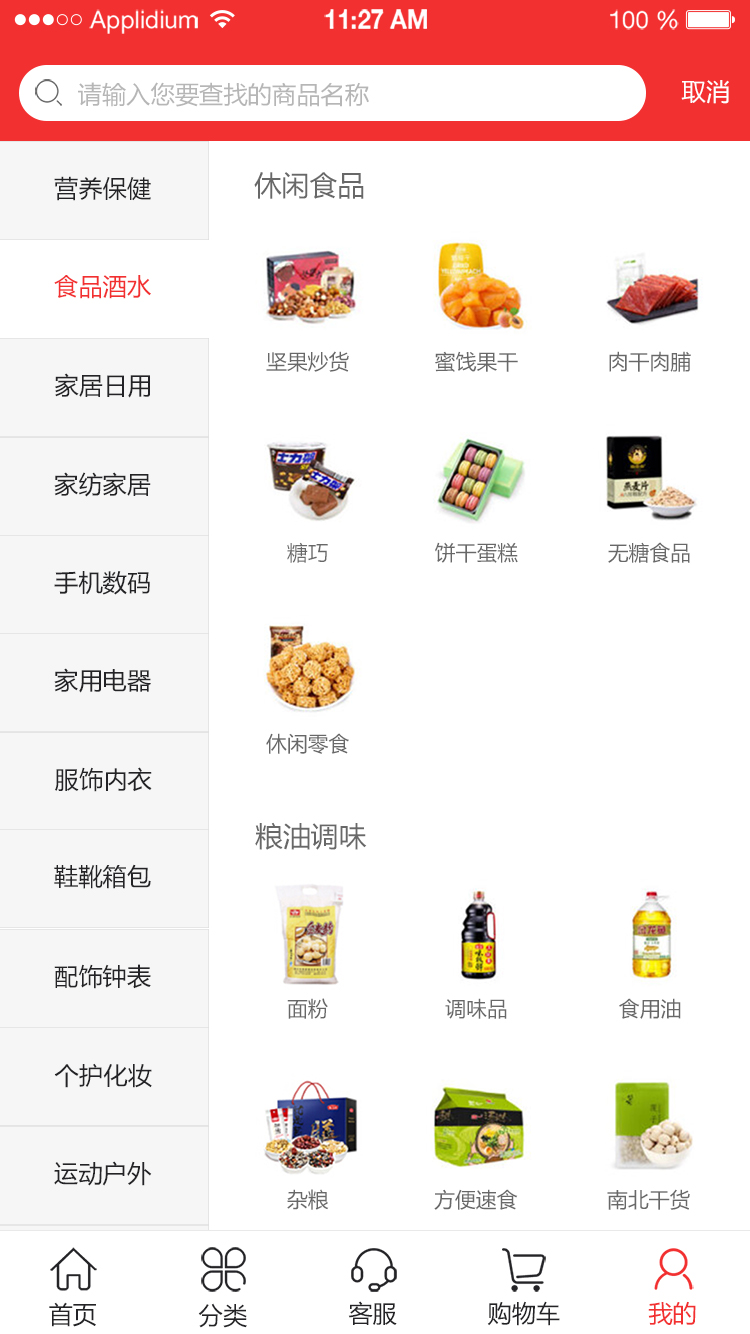 Applidium
11:27 AM
100 %
请输入您要查找的商品名称
取消
营养保健
食品酒水
家居日用
家纺家居
手机数码
家用电器
服饰内衣
鞋靴箱包
配饰钟表
个护化妆
运动户外
休闲食品
坚果炒货
蜜饯果干
肉干肉脯
士力架
燕麦片
糖巧
饼干蛋糕
无糖食品
休闲零食
粮油调味
面粉
调味品
食用油
杂粮
方便速食
南北干货
首页
分类
客服
购物车
我的